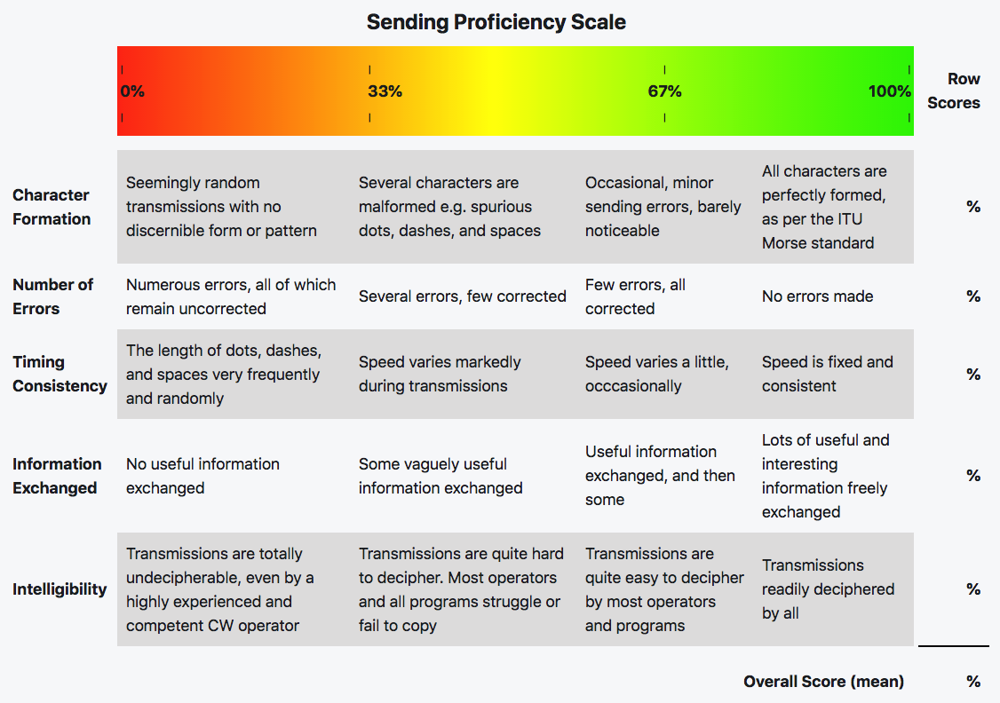 Sending Proficiency Scale
0%
33%
67%
100%
Row
Scores
Character
Formation
Seemingly random
transmissions with no
discernible form or pattern
Several characters are
malformed e.g. spurious
dots, dashes, and spaces
Occasional, minor
sending errors, barely
noticeable
All characters are
perfectly formed,
as per the ITU
Morse standard
%
Number of
Errors
Numerous errors, all of which
remain uncorrected
Several errors, few corrected
Few errors, all
corrected
No errors made
%
Timing
Consistency
The length of dots, dashes,
and spaces very frequently
and randomly
Speed varies markedly
during transmissions
Speed varies a little,
occcasionally
Speed is fixed and
consistent
%
Information
Exchanged
No useful information
exchanged
Some vaguely useful
information exchanged
Useful information
exchanged, and then
some
Lots of useful and
interesting
information freely
exchanged
%
Intelligibility
Transmissions are totally
undecipherable, even by a
highly experienced and
competent CW operator
Transmissions are quite hard
to decipher. Most operators
and all programs struggle or
fail to copy
Transmissions are
quite easy to decipher
by most operators
and programs
Transmissions
readily deciphered
by all
%
Overall Score (mean)
%